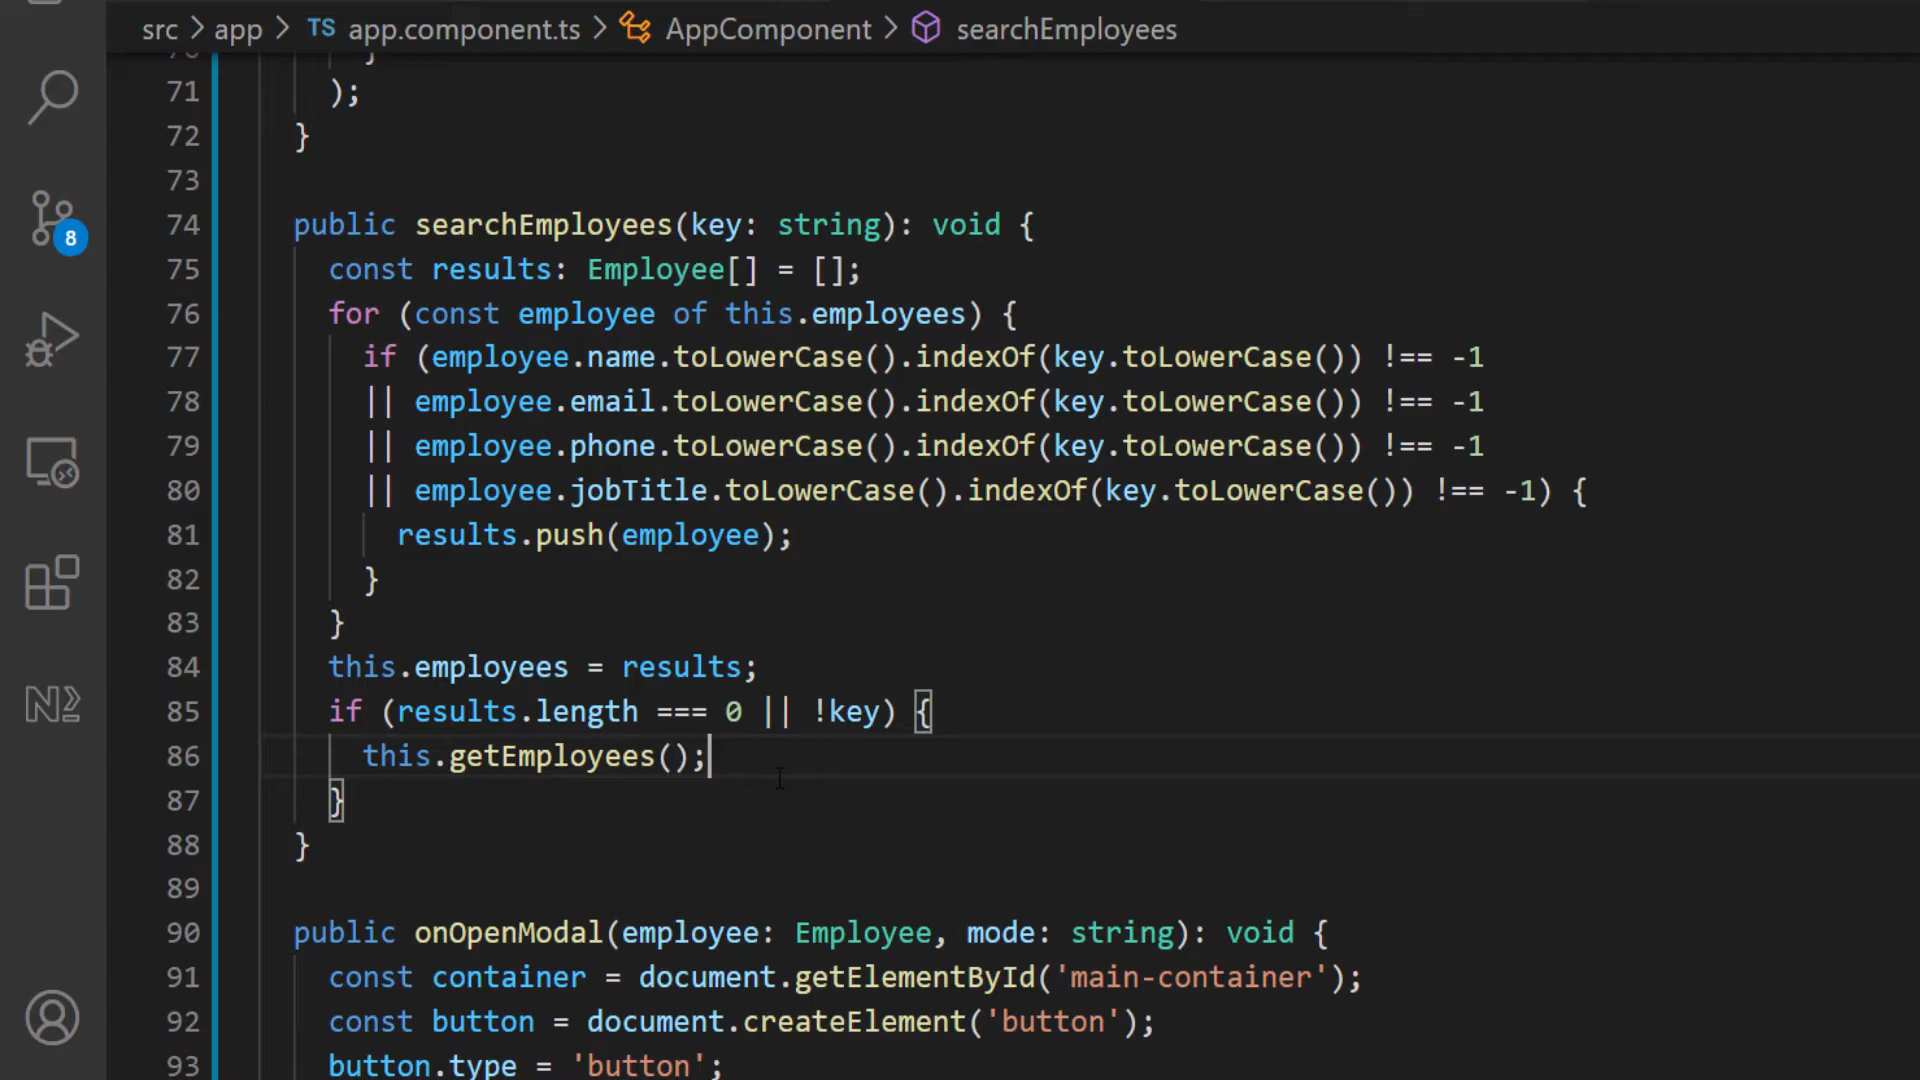 src > app > TS app.component.ts > AppComponent > searchEmployees
71 );
72 }
73
74 public searchEmployees(key: string): void {
75 const results: Employee[] = [];
76 for (const employee of this.employees) {
77 if (employee.name.toLowerCase().indexOf(key.toLowerCase()) !== -1
78 || employee.email.toLowerCase().indexOf(key.toLowerCase()) !== -1
79 || employee.phone.toLowerCase().indexOf(key.toLowerCase()) !== -1
80 || employee.jobTitle.toLowerCase().indexOf(key.toLowerCase()) !== -1) {
81 results.push(employee);
82 }
83 }
84 this.employees = results;
85 if (results.length === 0 || !key) {
86 this.getEmployees();
87 }
88 }
89
90 public onOpenModal(employee: Employee, mode: string): void {
91 const container = document.getElementById('main-container');
92 const button = document.createElement('button');
93 button.type = 'button';
8